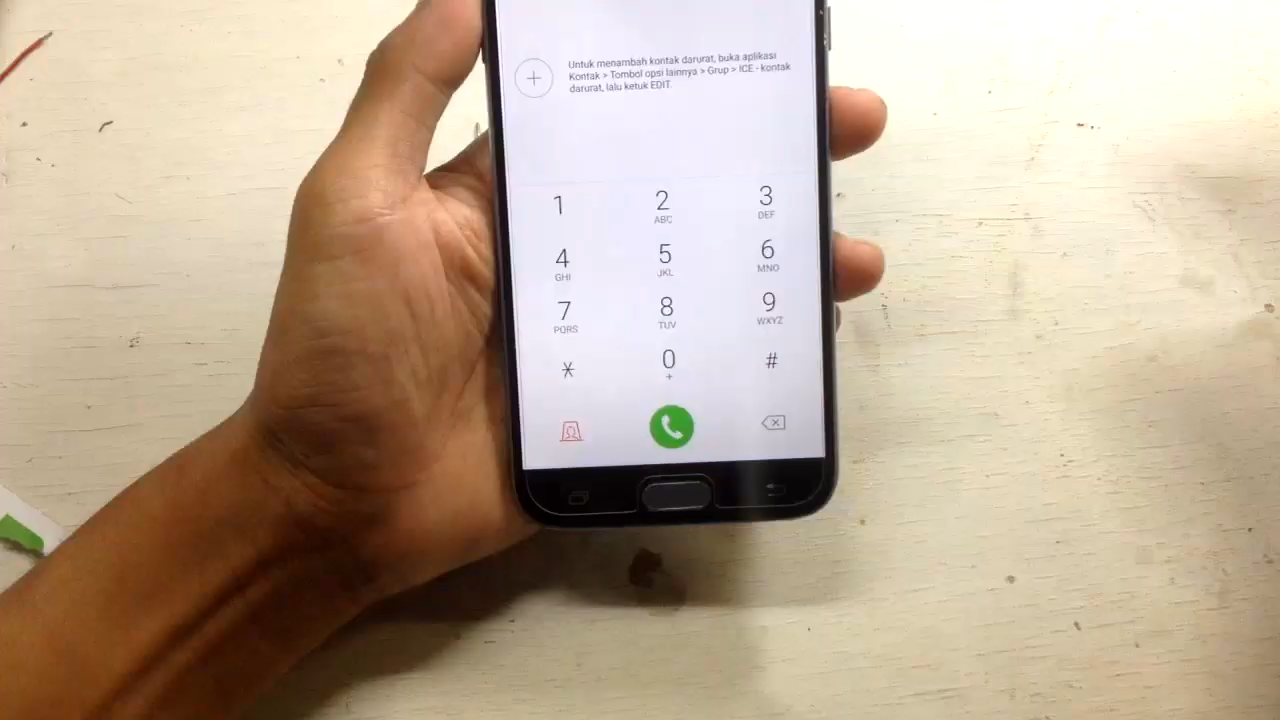 Untuk menambah kontak darurat, buka aplikasi
Kontak > Tombol opsi lainnya > Grup > ICE - kontak
darurat, lalu ketuk EDIT.
1 2 3
ABC DEF
4 5 6
GHI JKL MNO
7 8 9
PQRS TUV WXYZ
* 0 #
+